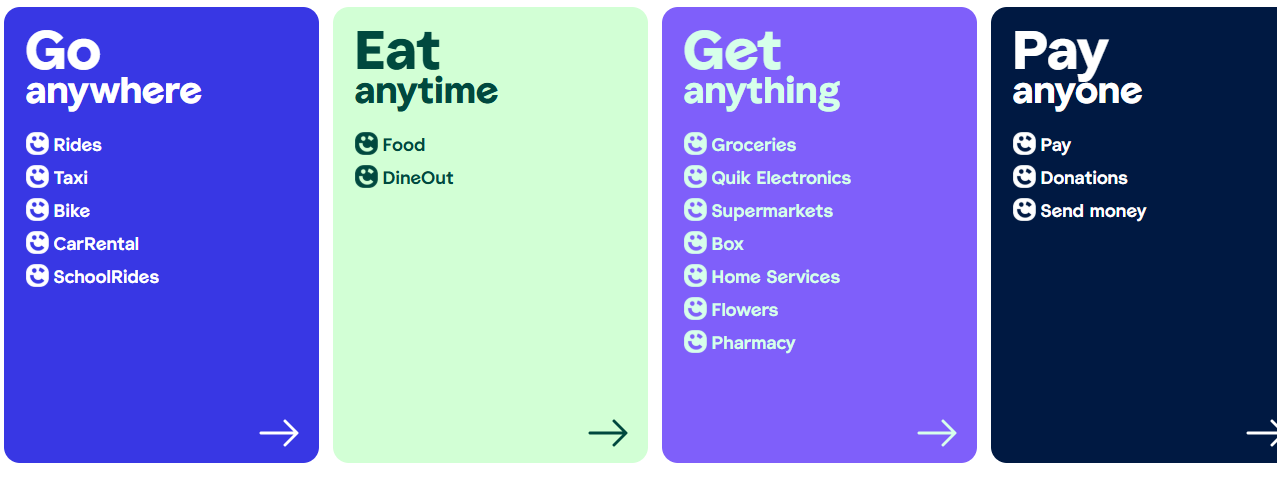 Go
anywhere
Rides
Taxi
Bike
CarRental
SchoolRides
Eat
anytime
Food
DineOut
Get
anything
Groceries
Quik Electronics
Supermarkets
Box
Home Services
Flowers
Pharmacy
Pay
anyone
Pay
Donations
Send money